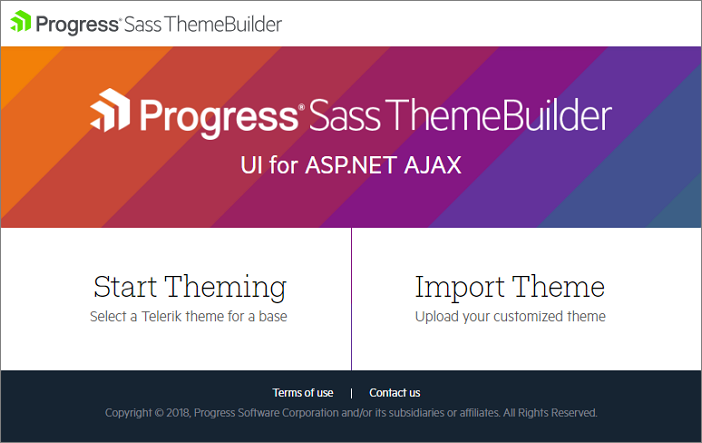 Progress® Sass ThemeBuilder
Progress® Sass ThemeBuilder
UI for ASP.NET AJAX
Start Theming
Select a Telerik theme for a base
Import Theme
Upload your customized theme
Terms of use | Contact us
Copyright © 2018, Progress Software Corporation and/or its subsidiaries or affiliates. All Rights Reserved.